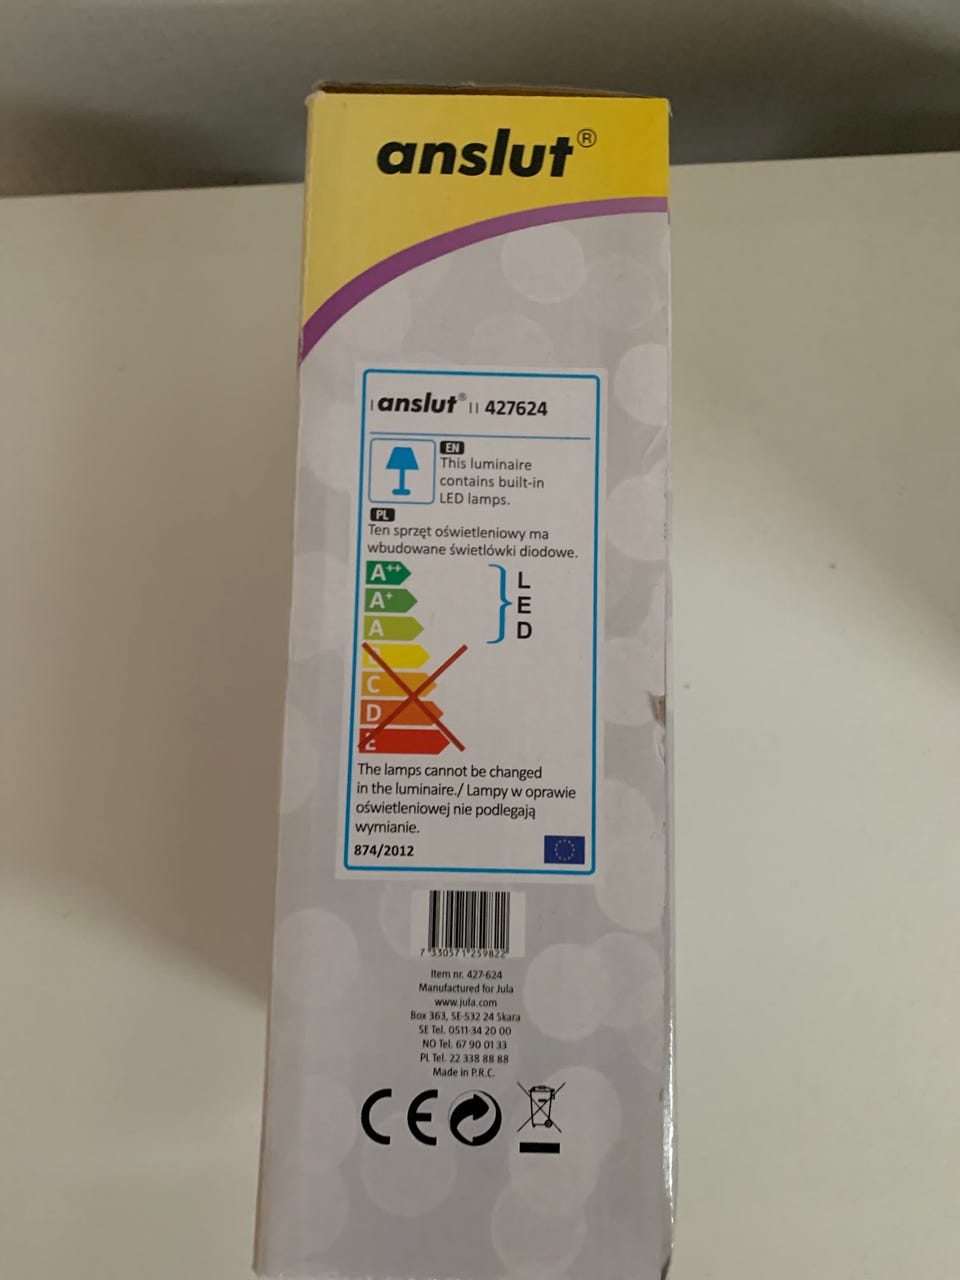 anslut®
anslut® 427624
EN
This luminaire
contains built-in
LED lamps.
PL
Ten sprzęt oświetleniowy ma
wbudowane świetlówki diodowe.
A++
A+
A
L
E
D
B
C
D
E
The lamps cannot be changed
in the luminaire./ Lampy w oprawie
oświetleniowej nie podlegają
wymianie.
874/2012
7 330571 259822
Item nr. 427-624
Manufactured for Jula
www.jula.com
Box 363, SE-532 24 Skara
SE Tel. 0511-34 20 00
NO Tel. 67 90 01 33
PL Tel. 22 338 88 88
Made in P.R.C.
CE